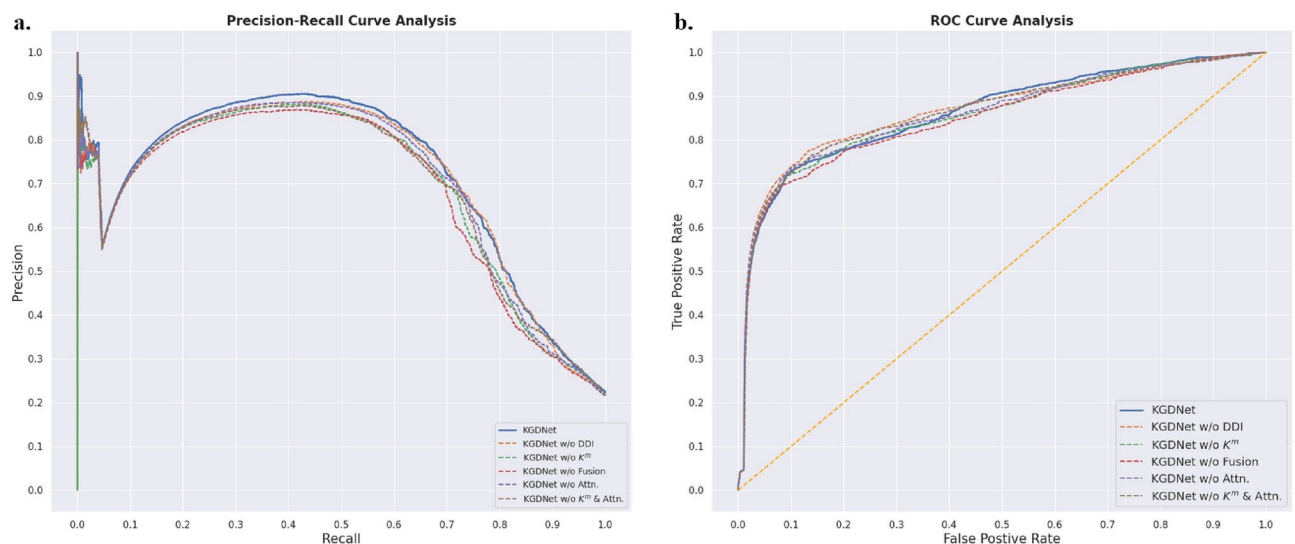 a.
Precision-Recall Curve Analysis
1.0
0.9
0.8
0.7
0.6
0.5
0.4
0.3
0.2
0.1
0.0
Precision
0.0 0.1 0.2 0.3 0.4 0.5 0.6 0.7 0.8 0.9 1.0
Recall
KGDNet
KGDNet w/o DDI
KGDNet w/o K^m
KGDNet w/o Fusion
KGDNet w/o Attn.
KGDNet w/o K^m & Attn.
b.
ROC Curve Analysis
1.0
0.9
0.8
0.7
0.6
0.5
0.4
0.3
0.2
0.1
0.0
True Positive Rate
0.0 0.1 0.2 0.3 0.4 0.5 0.6 0.7 0.8 0.9 1.0
False Postive Rate
KGDNet
KGDNet w/o DDI
KGDNet w/o K^m
KGDNet w/o Fusion
KGDNet w/o Attn.
KGDNet w/o K^m & Attn.